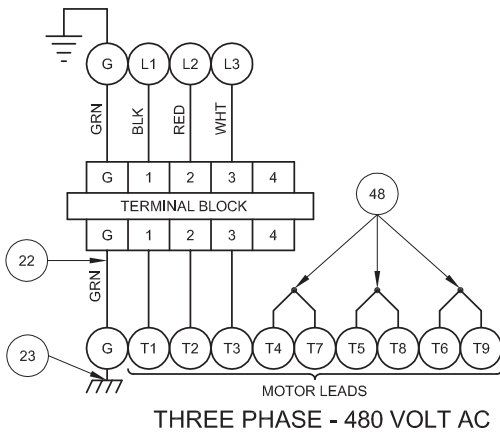 G L1 L2 L3
GRN BLK RED WHT
G 1 2 3 4
TERMINAL BLOCK
G 1 2 3 4
48
22
GRN
23
G T1 T2 T3 T4 T7 T5 T8 T6 T9
MOTOR LEADS
THREE PHASE - 480 VOLT AC